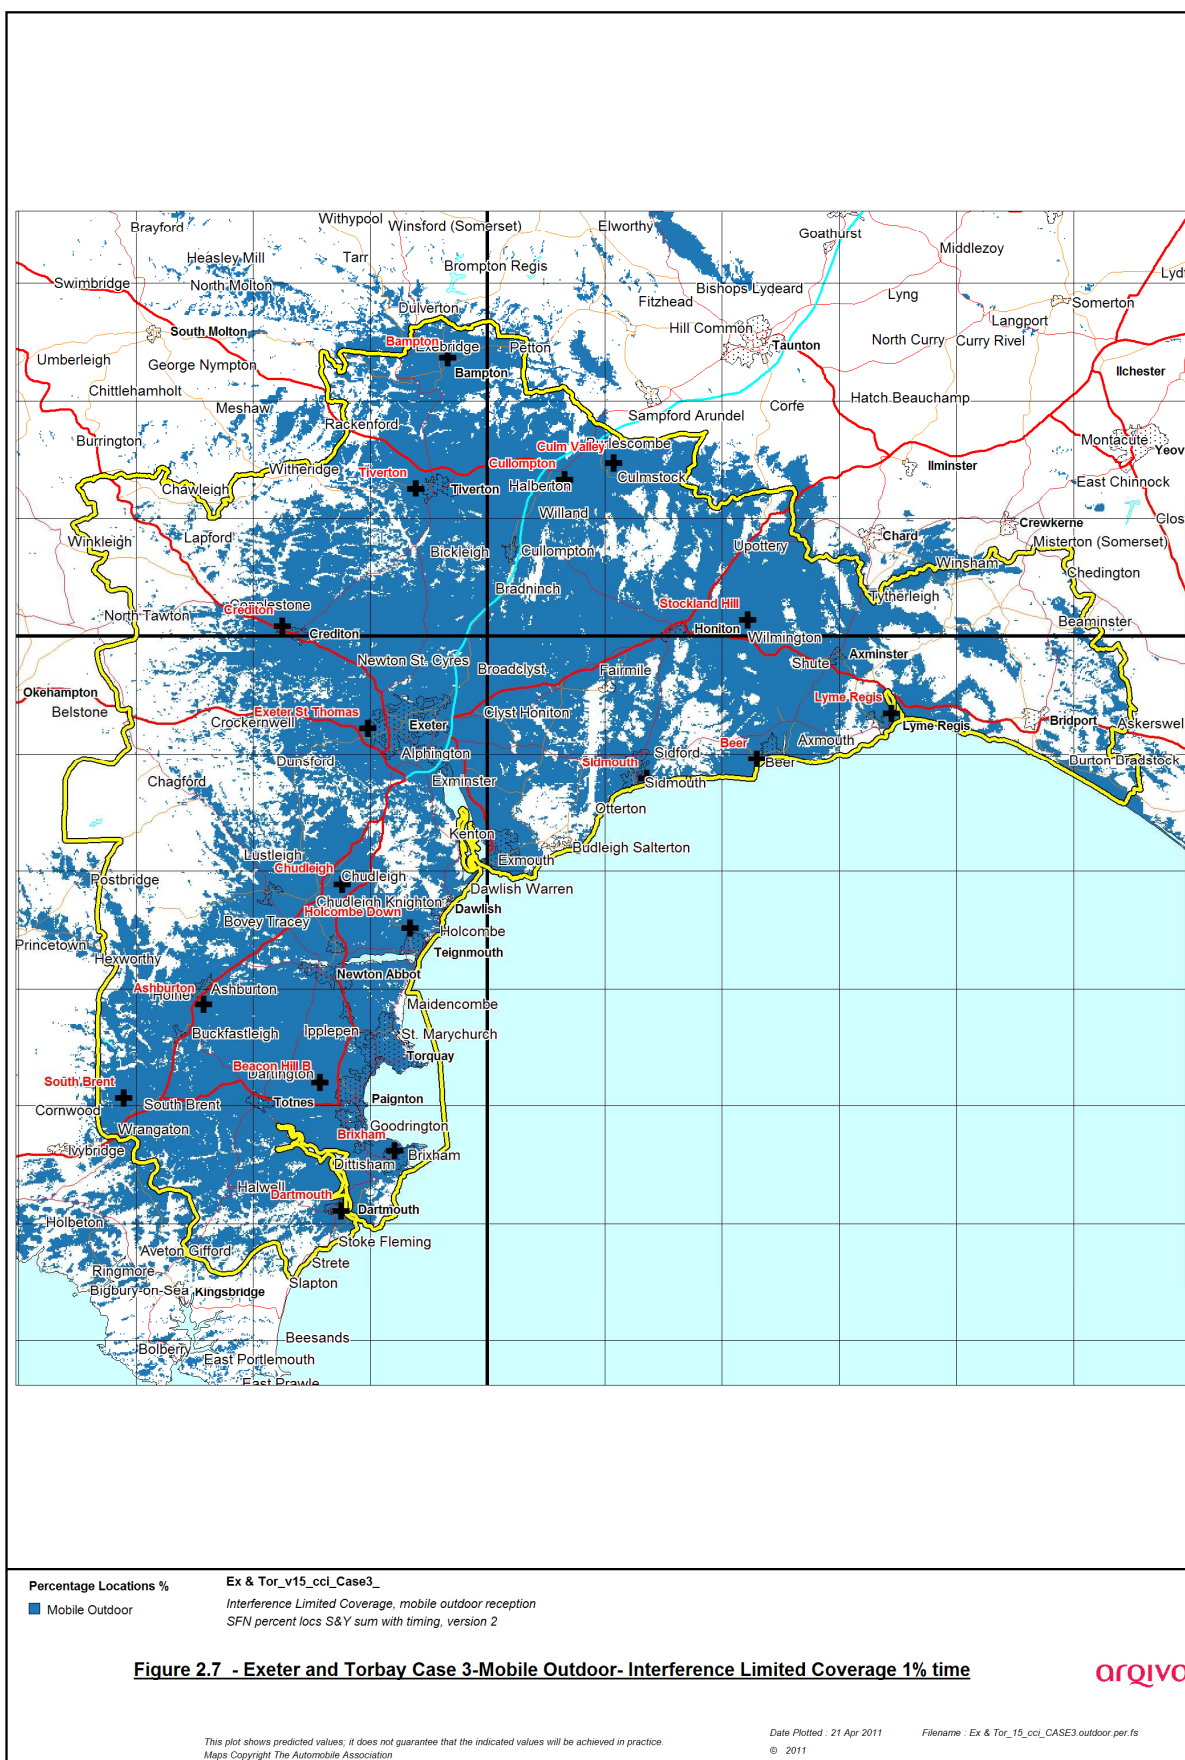 Withypool
Brayford
Winsford (Somerset)
Elworthy
Goathurst
Heasley Mill
Tarr
Middlezoy
Brompton Regis
Swimbridge
North Molton
Bishops Lydeard
Fitzhead
Lyng
Somerton
Dulverton
Langport
South Molton
Hill Common
Bampton
Exebridge
Petton
Taunton
North Curry
Curry Rivel
Umberleigh
George Nympton
Bampton
Ilchester
Chittlehamholt
Meshaw
Sampford Arundel
Corfe
Hatch Beauchamp
Rackenford
Burrington
Culm Valley
Burlescombe
Montacute
Witheridge
Tiverton
Cullompton
Culmstock
Ilminster
Chawleigh
Tiverton
Halberton
East Chinnock
Willand
Crewkerne
Winkleigh
Lapford
Bickleigh
Cullompton
Upottery
Chard
Misterton (Somerset)
Bradninch
Winsham
Chedington
Tytherleigh
North Tawton
Crediton
Copplestone
Stockland Hill
Beaminster
Crediton
Honiton
Wilmington
Newton St. Cyres
Broadclyst
Fairmile
Shute
Axminster
Okehampton
Belstone
Exeter St Thomas
Crockernwell
Exeter
Clyst Honiton
Lyme Regis
Lyme Regis
Bridport
Askerswell
Alphington
Beer
Axmouth
Dunsford
Sidmouth
Sidford
Beer
Burton Bradstock
Chagford
Exminster
Sidmouth
Otterton
Kenton
Budleigh Salterton
Lustleigh
Exmouth
Chudleigh
Chudleigh
Postbridge
Dawlish Warren
Chudleigh Knighton
Holcombe Down
Dawlish
Bovey Tracey
Holcombe
Princetown
Teignmouth
Hexworthy
Newton Abbot
Ashburton
Holne
Ashburton
Maidencombe
Buckfastleigh
Ipplepen
St. Marychurch
Torquay
Beacon Hill B
Dartington
South Brent
Cornwood
South Brent
Totnes
Paignton
Wrangaton
Goodrington
Brixham
Ivybridge
Dittisham
Brixham
Halwell
Dartmouth
Dartmouth
Holbeton
Stoke Fleming
Aveton Gifford
Strete
Ringmore
Slapton
Bigbury-on-Sea
Kingsbridge
Beesands
Bolberry
East Portlemouth
East Prawle
Percentage Locations %
Mobile Outdoor
Ex & Tor_v15_cci_Case3_
Interference Limited Coverage, mobile outdoor reception
SFN percent locs S&Y sum with timing, version 2
Figure 2.7 - Exeter and Torbay Case 3-Mobile Outdoor- Interference Limited Coverage 1% time
arqiva
Date Plotted : 21 Apr 2011
Filename : Ex & Tor_15_cci_CASE3.outdoor.per.fs
This plot shows predicted values; it does not guarantee that the indicated values will be achieved in practice.
Maps Copyright The Automobile Association
© 2011